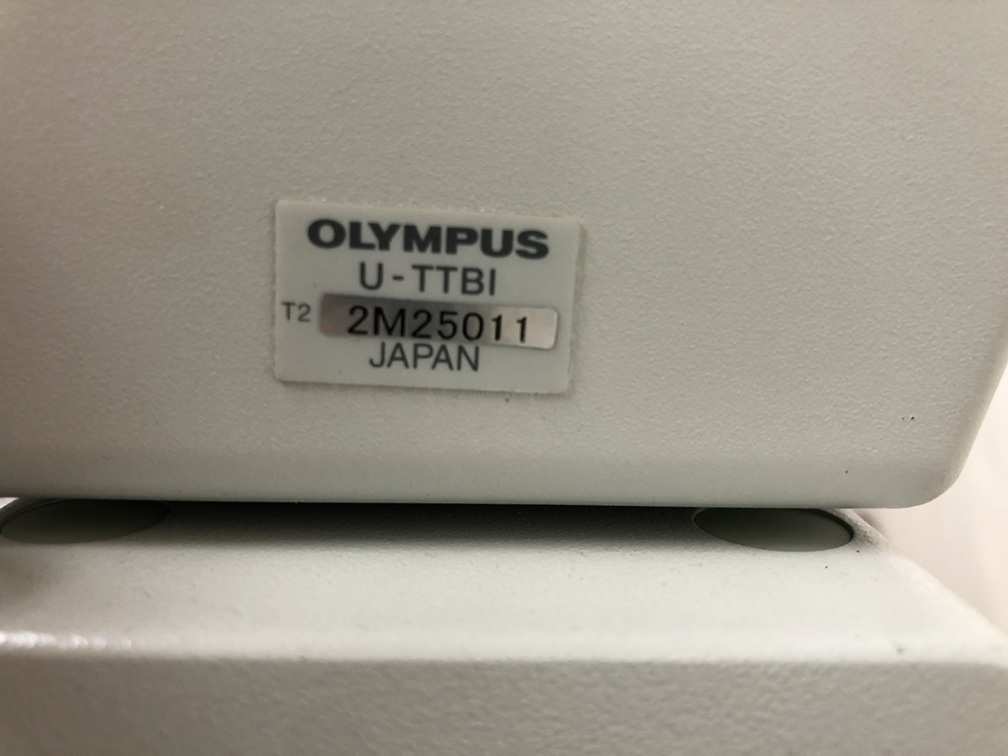 OLYMPUS
U-TTBI
T2 2M25011
JAPAN